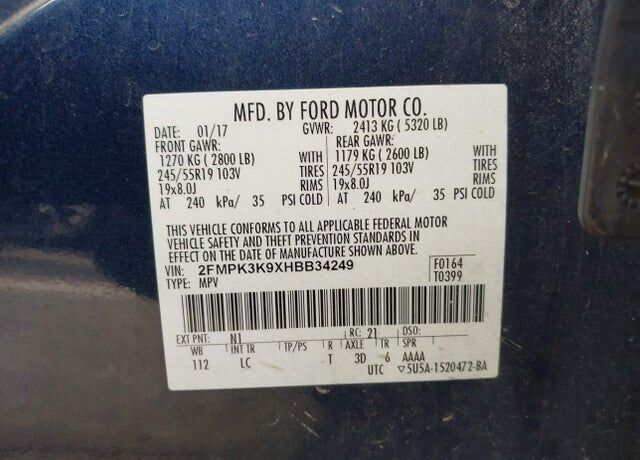 MFD. BY FORD MOTOR CO.
DATE: 01/17 GVWR: 2413 KG ( 5320 LB)
FRONT GAWR: REAR GAWR:
1270 KG ( 2800 LB) WITH 1179 KG ( 2600 LB) WITH
245/55R19 103V TIRES 245/55R19 103V TIRES
19x8.0J RIMS 19x8.0J RIMS
AT 240 kPa/ 35 PSI COLD AT 240 kPa/ 35 PSI COLD
THIS VEHICLE CONFORMS TO ALL APPLICABLE FEDERAL MOTOR
VEHICLE SAFETY AND THEFT PREVENTION STANDARDS IN
EFFECT ON THE DATE OF MANUFACTURE SHOWN ABOVE.
VIN: 2FMPK3K9XHBB34249 F0164
TYPE: MPV T0399
EXT PNT: N1 RC: 21 DSO:
WB INT TR TP/PS R AXLE TR SPR
112 LC T 3D 6 AAAA
UTC ▽5U5A-1520472-BA